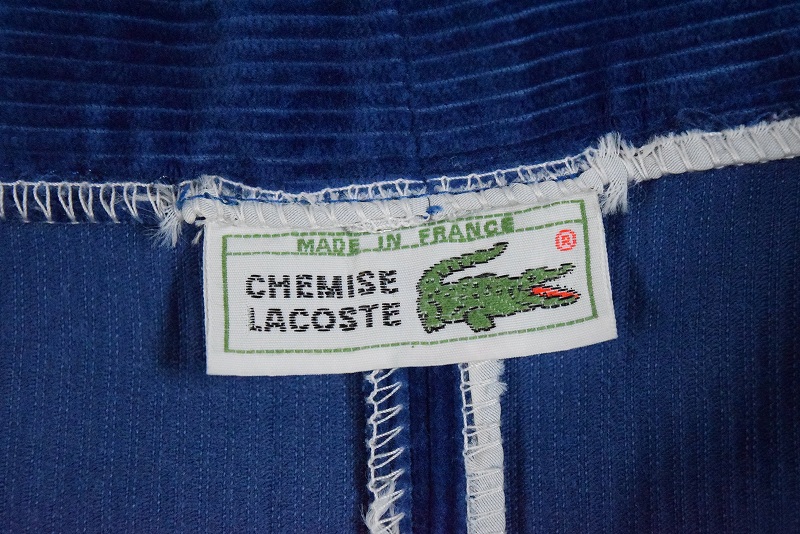 MADE IN FRANCE
®
CHEMISE
LACOSTE